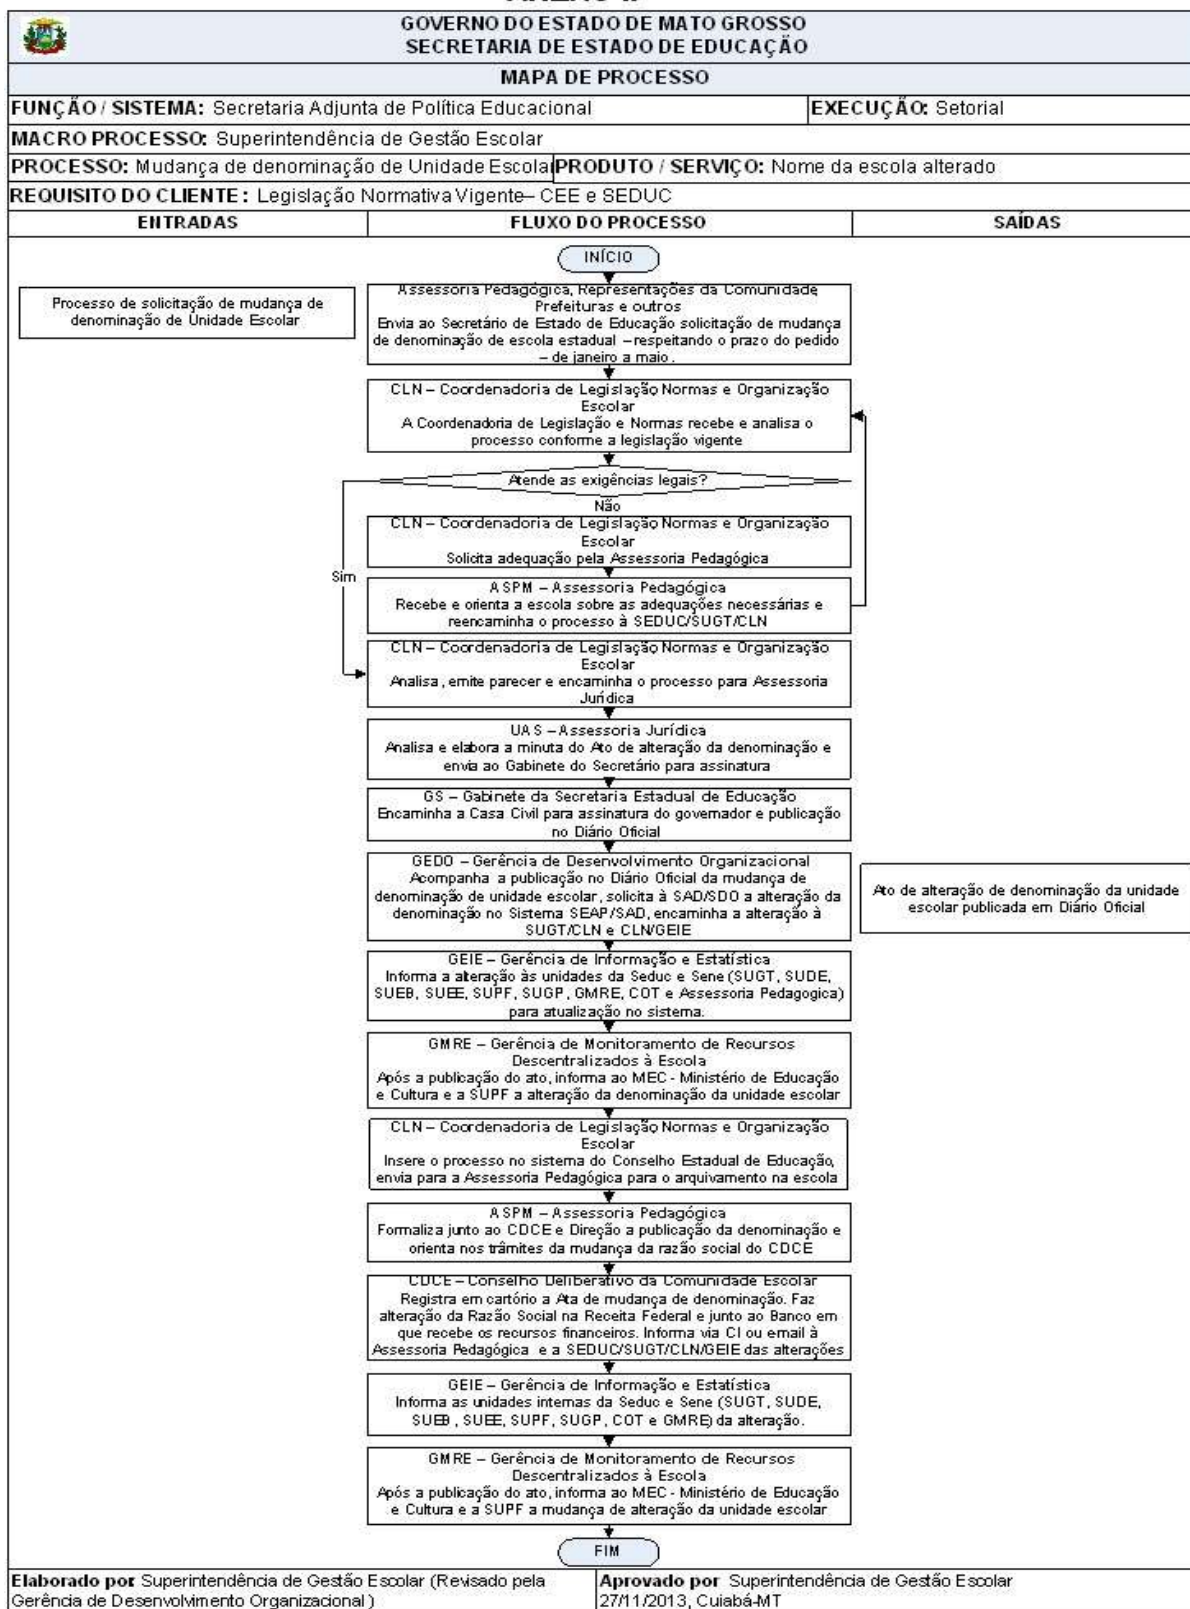 GOVERNO DO ESTADO DE MATO GROSSO
SECRETARIA DE ESTADO DE EDUCAÇÃO
MAPA DE PROCESSO
FUNÇÃO / SISTEMA: Secretaria Adjunta de Política Educacional
EXECUÇÃO: Setorial
MACRO PROCESSO: Superintendência de Gestão Escolar
PROCESSO: Mudança de denominação de Unidade Escolar
PRODUTO / SERVIÇO: Nome da escola alterado
REQUISITO DO CLIENTE : Legislação Normativa Vigente– CEE e SEDUC
ENTRADAS
FLUXO DO PROCESSO
SAÍDAS
INÍCIO
Processo de solicitação de mudança de
denominação de Unidade Escolar
Assessoria Pedagógica, Representações da Comunidade,
Prefeituras e outros
Envia ao Secretário de Estado de Educação solicitação de mudança
de denominação de escola estadual – respeitando o prazo do pedido
– de janeiro a maio .
CLN – Coordenadoria de Legislação Normas e Organização
Escolar
A Coordenadoria de Legislação e Normas recebe e analisa o
processo conforme a legislação vigente
Atende as exigências legais?
Não
CLN – Coordenadoria de Legislação, Normas e Organização
Escolar
Solicita adequação pela Assessoria Pedagógica
Sim
ASPM – Assessoria Pedagógica
Recebe e orienta a escola sobre as adequações necessárias e
reencaminha o processo à SEDUC/SUGT/CLN
CLN – Coordenadoria de Legislação, Normas e Organização
Escolar
Analisa , emite parecer e encaminha o processo para Assessoria
Jurídica
UAS – Assessoria Jurídica
Analisa e elabora a minuta do Ato de alteração da denominação e
envia ao Gabinete do Secretário para assinatura
GS – Gabinete da Secretaria Estadual de Educação
Encaminha a Casa Civil para assinatura do governador e publicação
no Diário Oficial
GEDO – Gerência de Desenvolvimento Organizacional
Acompanha a publicação no Diário Oficial da mudança de
denominação de unidade escolar, solicita à SAD/SDO a alteração da
denominação no Sistema SEAP/SAD, encaminha a alteração à
SUGT/CLN e CLN/GEIE
Ato de alteração de denominação da unidade
escolar publicada em Diário Oficial
GEIE – Gerência de Informação e Estatística
Informa a alteração às unidades da Seduc e Sene (SUGT, SUDE,
SUEB, SUEE, SUPF, SUGP, GMRE, COT e Assessoria Pedagogica)
para atualização no sistema.
GMRE – Gerência de Monitoramento de Recursos
Descentralizados à Escola
Após a publicação do ato, informa ao MEC - Ministério de Educação
e Cultura e a SUPF a alteração da denominação da unidade escolar
CLN – Coordenadoria de Legislação, Normas e Organização
Escolar
Insere o processo no sistema do Conselho Estadual de Educação,
envia para a Assessoria Pedagógica para o arquivamento na escola
ASPM – Assessoria Pedagógica
Formaliza junto ao CDCE e Direção a publicação da denominação e
orienta nos trâmites da mudança da razão social do CDCE
CDCE – Conselho Deliberativo da Comunidade Escolar
Registra em cartório a Ata de mudança de denominação. Faz
alteração da Razão Social na Receita Federal e junto ao Banco em
que recebe os recursos financeiros. Informa via CI ou email à
Assessoria Pedagógica e a SEDUC/SUGT/CLN/GEIE das alterações
GEIE – Gerência de Informação e Estatística
Informa as unidades internas da Seduc e Sene (SUGT, SUDE,
SUEB , SUEE, SUPF, SUGP, COT e GMRE) da alteração.
GMRE – Gerência de Monitoramento de Recursos
Descentralizados à Escola
Após a publicação do ato, informa ao MEC - Ministério de Educação
e Cultura e a SUPF a mudança de alteração da unidade escolar
FIM
Elaborado por: Superintendência de Gestão Escolar (Revisado pela
Gerência de Desenvolvimento Organizacional )
Aprovado por Superintendência de Gestão Escolar
27/11/2013, Cuiabá-MT